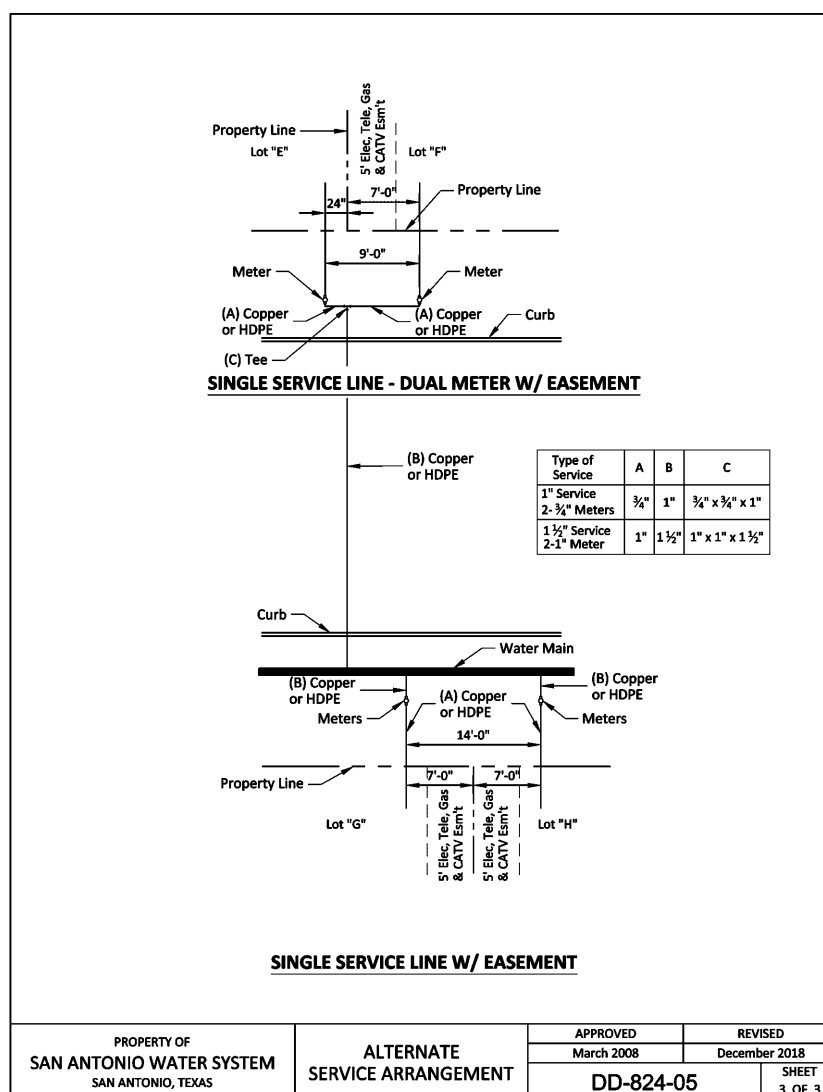 5' Elec, Tele, Gas
& CATV Esm't
Property Line
Lot "E"
Lot "F"
7'-0"
24"
Property Line
9'-0"
Meter
Meter
(A) Copper
or HDPE
(A) Copper
or HDPE
Curb
(C) Tee
SINGLE SERVICE LINE - DUAL METER W/ EASEMENT
(B) Copper
or HDPE
Type of
Service
A
B
C
1" Service
2- ¾" Meters
¾"
1"
¾" x ¾" x 1"
1 ½" Service
2-1" Meter
1"
1 ½"
1" x 1" x 1 ½"
Curb
Water Main
(B) Copper
or HDPE
(B) Copper
or HDPE
(A) Copper
or HDPE
Meters
Meters
14'-0"
Property Line
7'-0"
7'-0"
Lot "G"
5' Elec, Tele, Gas
& CATV Esm't
5' Elec, Tele, Gas
& CATV Esm't
Lot "H"
SINGLE SERVICE LINE W/ EASEMENT
PROPERTY OF
SAN ANTONIO WATER SYSTEM
SAN ANTONIO, TEXAS
ALTERNATE
SERVICE ARRANGEMENT
APPROVED
March 2008
REVISED
December 2018
DD-824-05
SHEET
3 OF 3